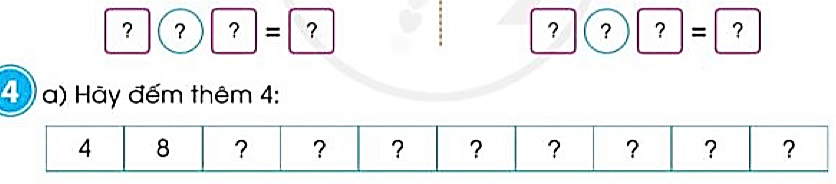 ? ? ? = ? ? ? ? = ?
4 a) Hãy đếm thêm 4:
4 8 ? ? ? ? ? ? ? ?